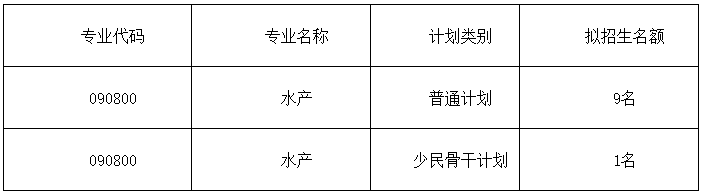 专业代码 专业名称 计划类别 拟招生名额
090800 水产 普通计划 9名
090800 水产 少民骨干计划 1名